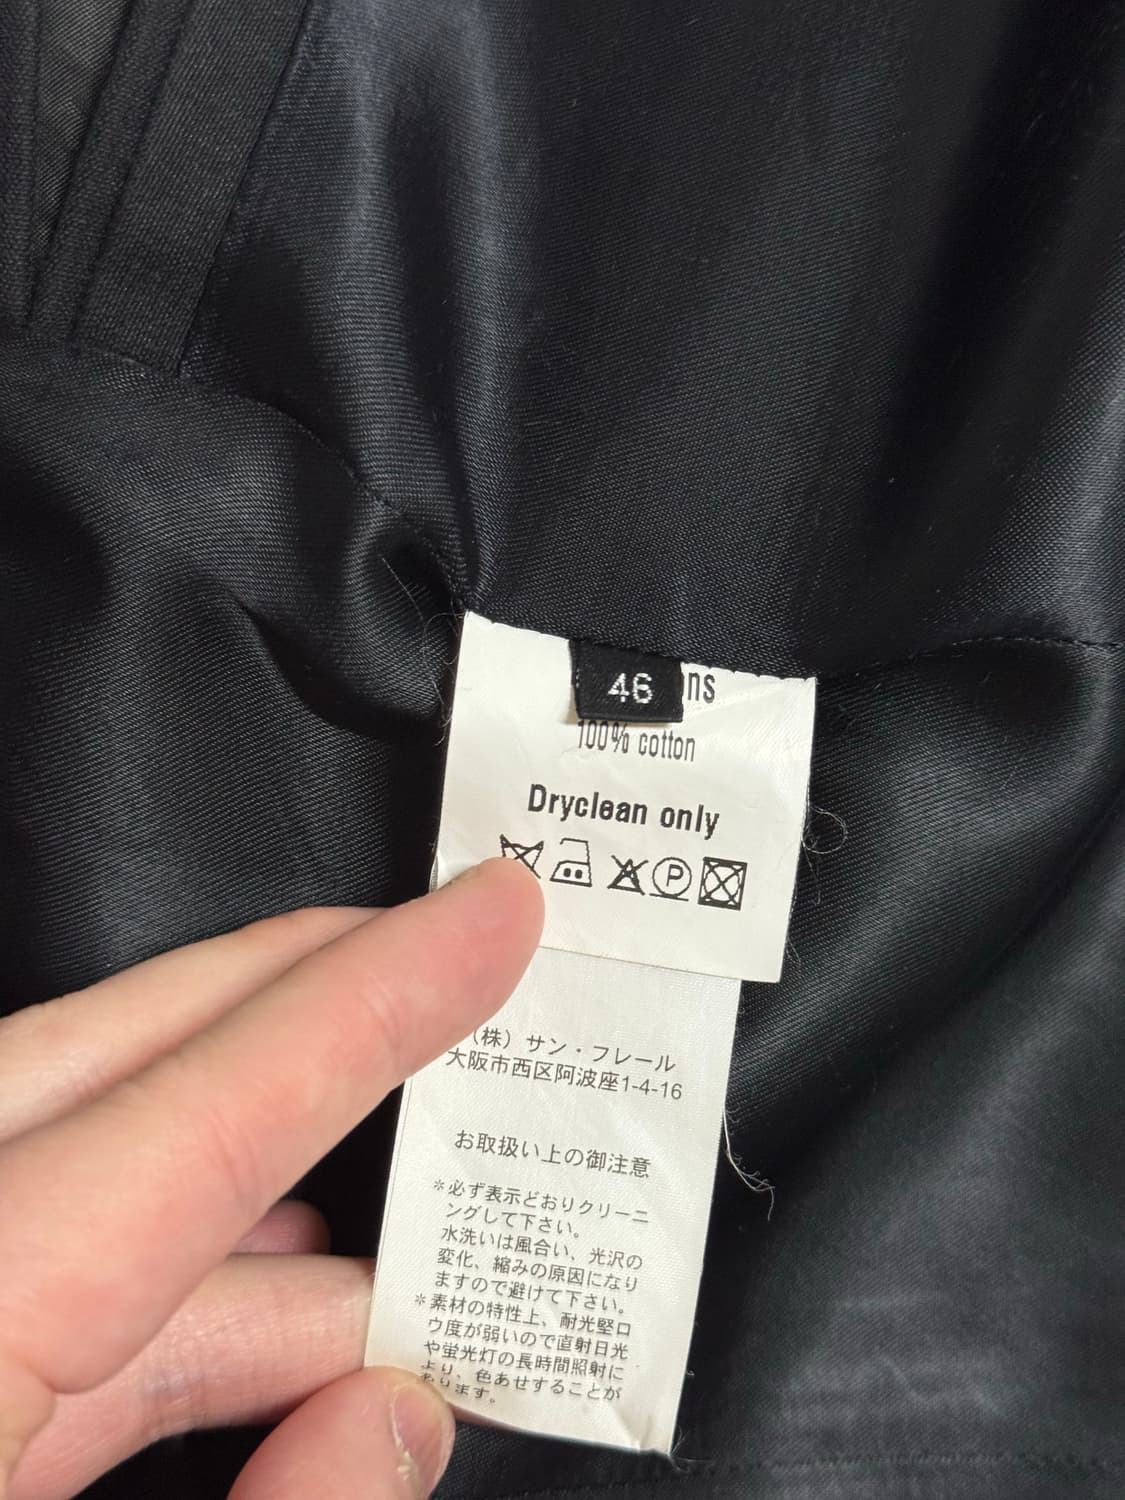 46
ns
100% cotton
Dryclean only
P
(株) サン・フレール
大阪市西区阿波座1-4-16
お取扱い上の御注意
*必ず表示どおりクリーニ
ングして下さい。
水洗いは風合い、光沢の
変化、縮みの原因になり
ますので避けて下さい。
*素材の特性上、耐光堅ロ
ウ度が弱いので直射日光
や蛍光灯の長時間照射に
より、色あせすることが
あります。